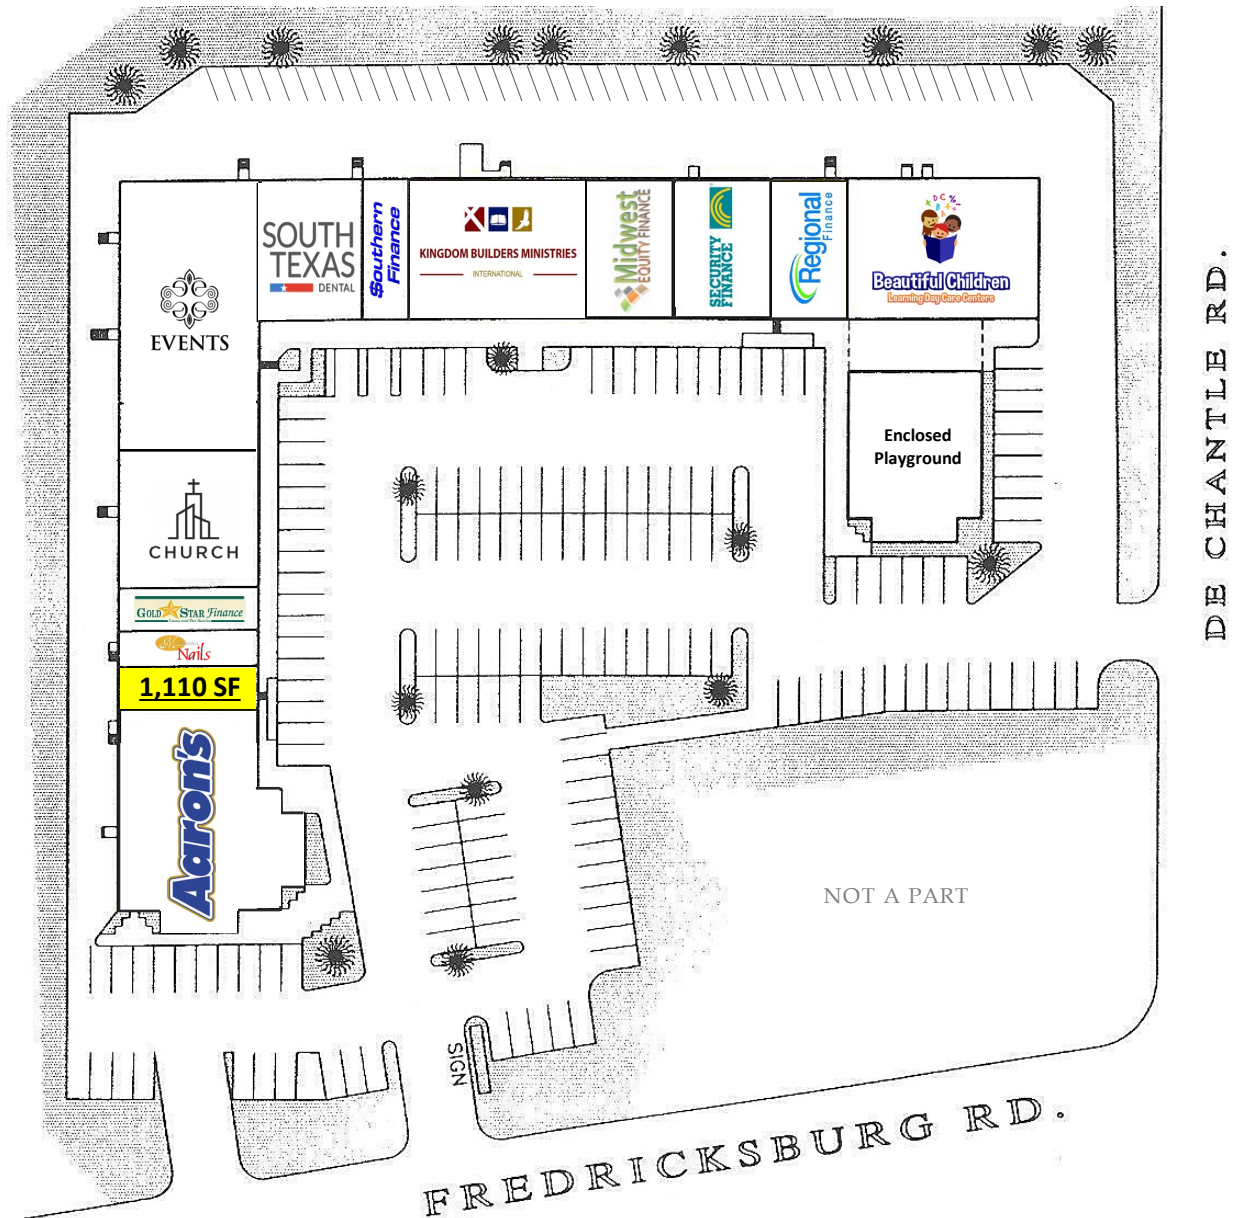 SOUTH
TEXAS
DENTAL
$outhern
Finance
KINGDOM BUILDERS MINISTRIES
INTERNATIONAL
Midwest
EQUITY FINANCE
SECURITY
FINANCE
Regional
Finance
Beautiful Children
Learning Day Care Centers
EVENTS
Enclosed
Playground
CHURCH
GOLD STAR Finance
Nails
1,110 SF
Aaron's
NOT A PART
SIGN
FREDRICKSBURG RD.
DE CHANTLE RD.